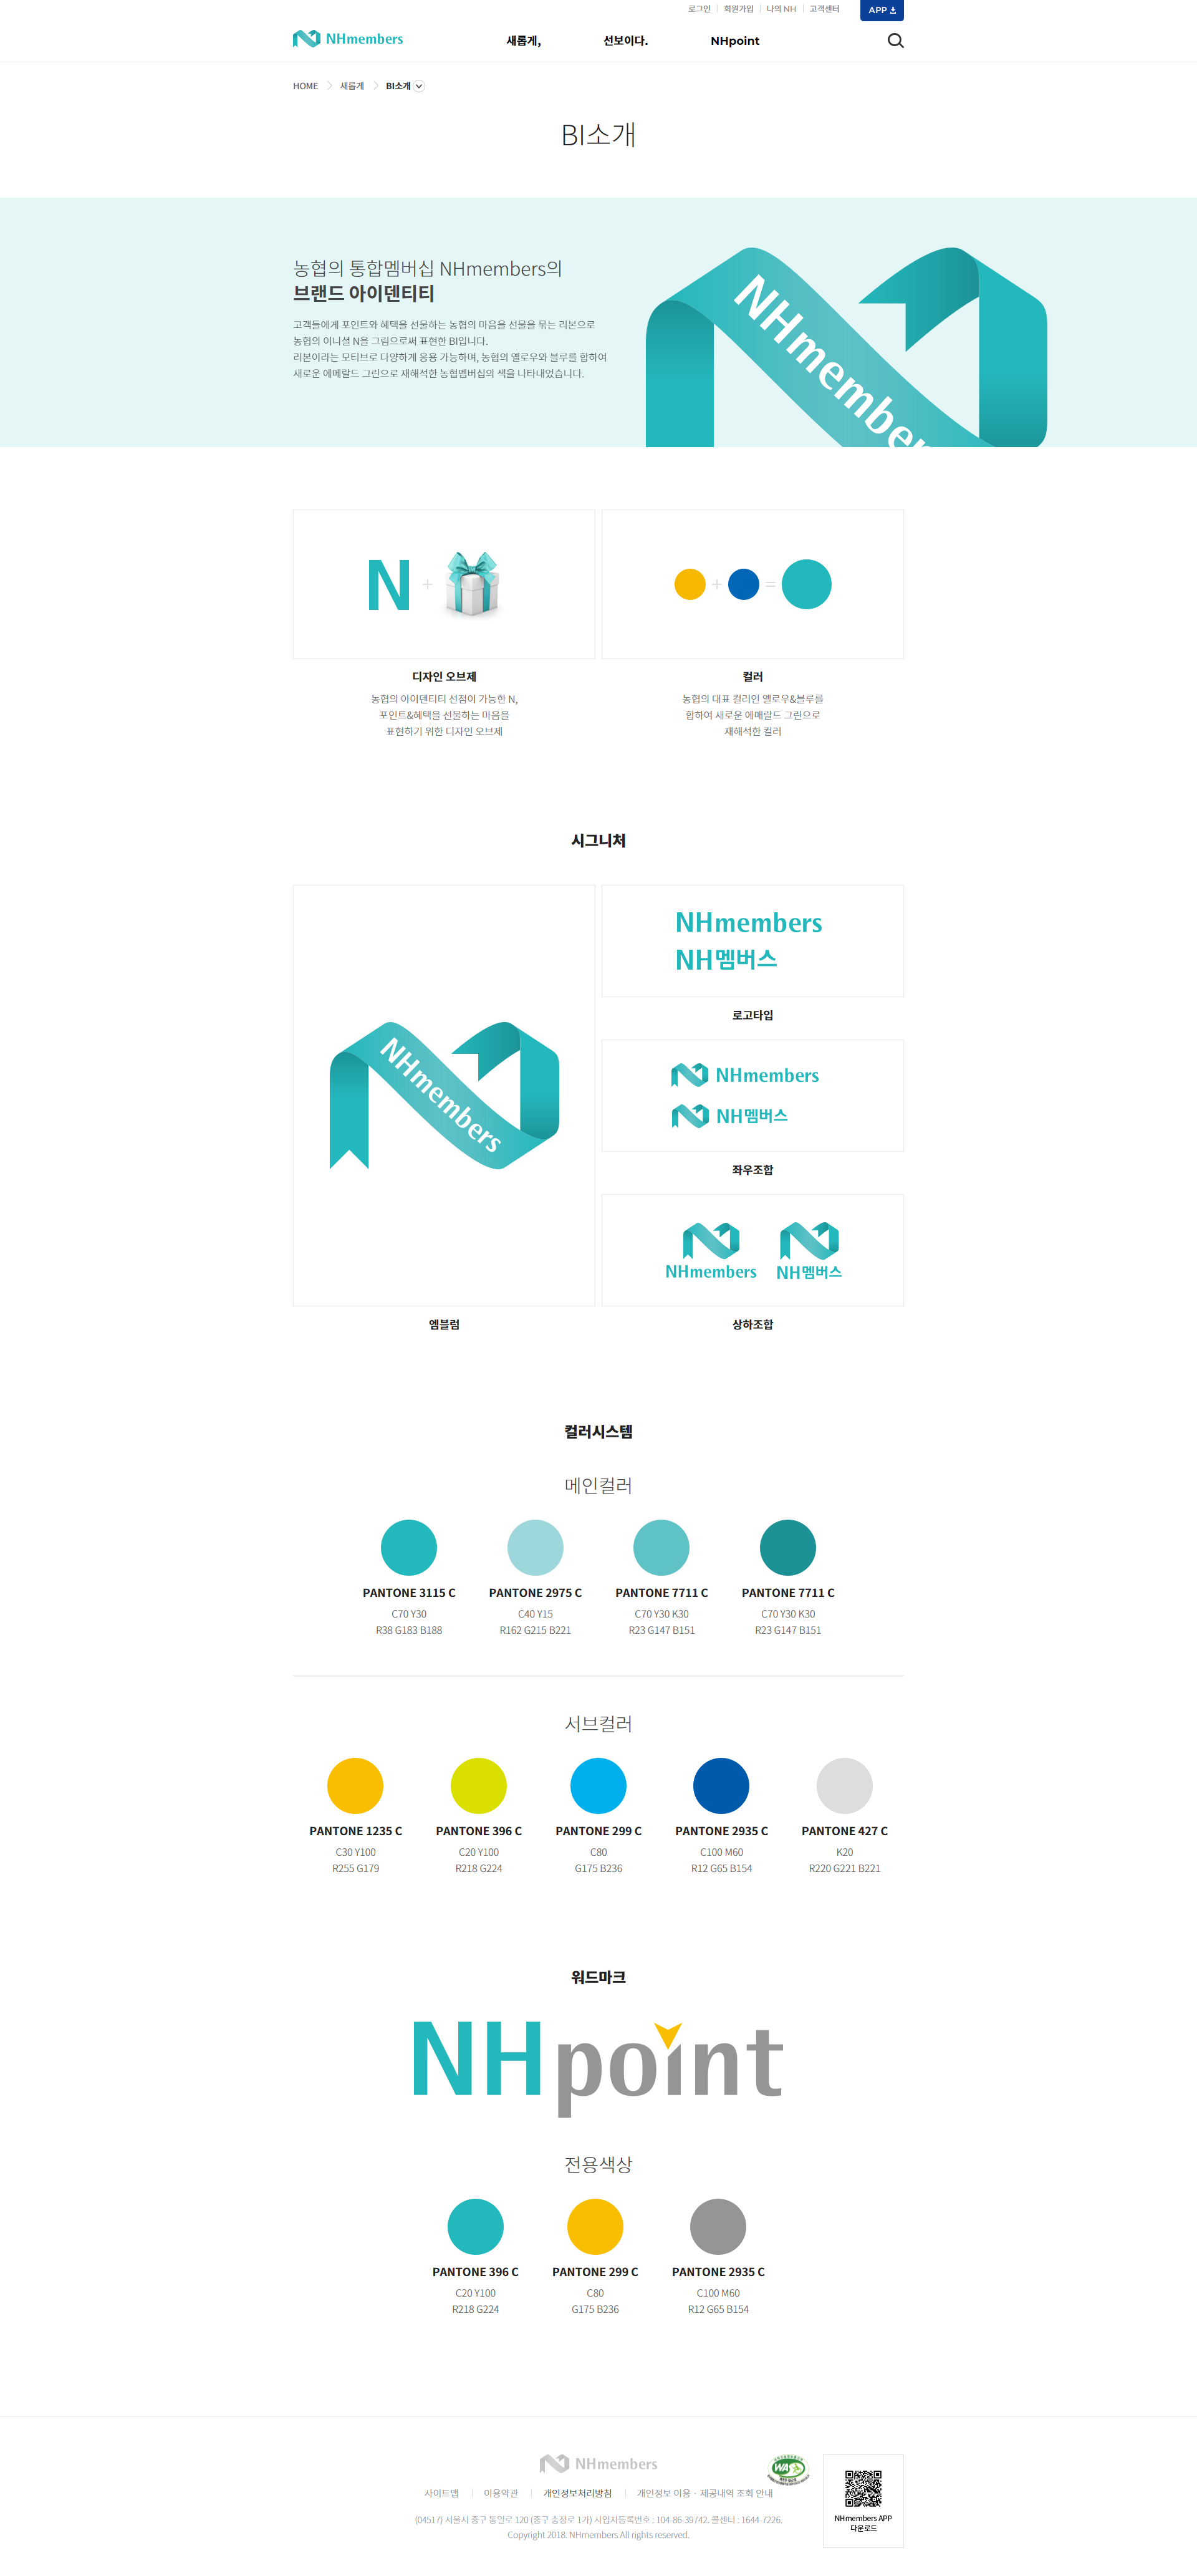 로그인
회원가입
나의 NH
고객센터
APP
NHmembers
새롭게,
선보이다.
NHpoint
HOME
새롭게
BI소개
BI소개
농협의 통합멤버십 NHmembers의
브랜드 아이덴티티
고객들에게 포인트와 혜택을 선물하는 농협의 마음을 선물을 묶는 리본으로
농협의 이니셜 N을 그림으로써 표현한 BI입니다.
리본이라는 모티브로 다양하게 응용 가능하며, 농협의 옐로우와 블루를 합하여
새로운 에메랄드 그린으로 재해석한 농협멤버십의 색을 나타내었습니다.
NHmember
N +
+ =
디자인 오브제
농협의 아이덴티티 선점이 가능한 N,
포인트&혜택을 선물하는 마음을
표현하기 위한 디자인 오브제
컬러
농협의 대표 컬러인 옐로우&블루를
합하여 새로운 에매랄드 그린으로
재해석한 컬러
시그니처
NHmembers
엠블럼
NHmembers
NH멤버스
로고타입
NHmembers
NH멤버스
좌우조합
NHmembers
NH멤버스
상하조합
컬러시스템
메인컬러
PANTONE 3115 C
C70 Y30
R38 G183 B188
PANTONE 2975 C
C40 Y15
R162 G215 B221
PANTONE 7711 C
C70 Y30 K30
R23 G147 B151
PANTONE 7711 C
C70 Y30 K30
R23 G147 B151
서브컬러
PANTONE 1235 C
C30 Y100
R255 G179
PANTONE 396 C
C20 Y100
R218 G224
PANTONE 299 C
C80
G175 B236
PANTONE 2935 C
C100 M60
R12 G65 B154
PANTONE 427 C
K20
R220 G221 B221
워드마크
NHpoint
전용색상
PANTONE 396 C
C20 Y100
R218 G224
PANTONE 299 C
C80
G175 B236
PANTONE 2935 C
C100 M60
R12 G65 B154
NHmembers
사이트맵
이용약관
개인정보처리방침
개인정보 이용 · 제공내역 조회 안내
(04517) 서울시 중구 통일로 120 (중구 충정로 1가) 사업자등록번호 : 104-86-39742. 콜센터 : 1644-7226.
Copyright 2018. NHmembers All rights reserved.
WA
NHmembers APP
다운로드